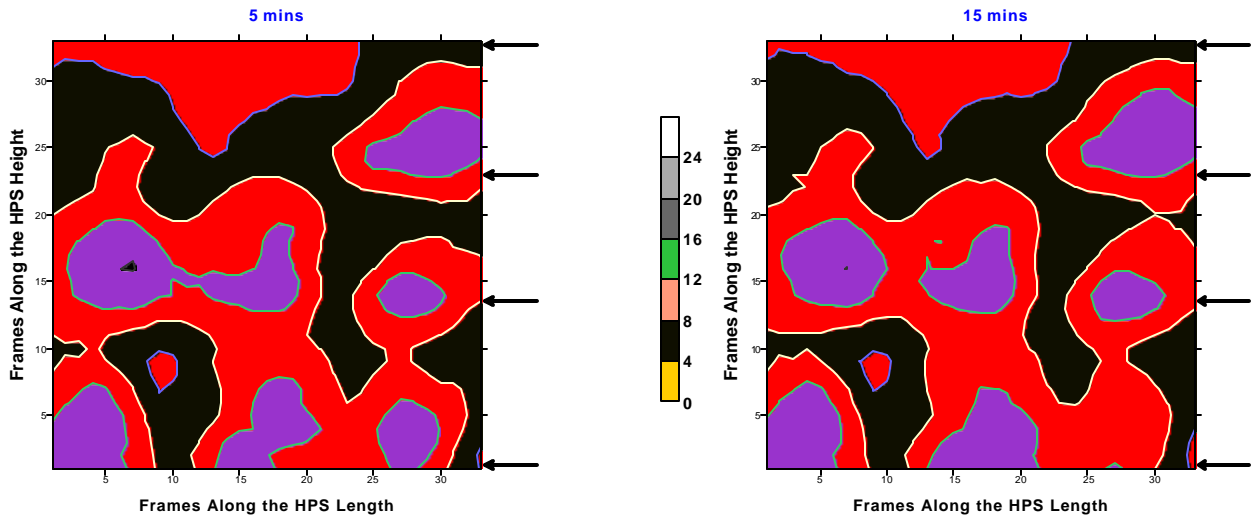 5 mins
Frames Along the HPS Height
30
25
20
15
10
5
5 10 15 20 25 30
Frames Along the HPS Length
24
20
16
12
8
4
0
15 mins
Frames Along the HPS Height
30
25
20
15
10
5
5 10 15 20 25 30
Frames Along the HPS Length